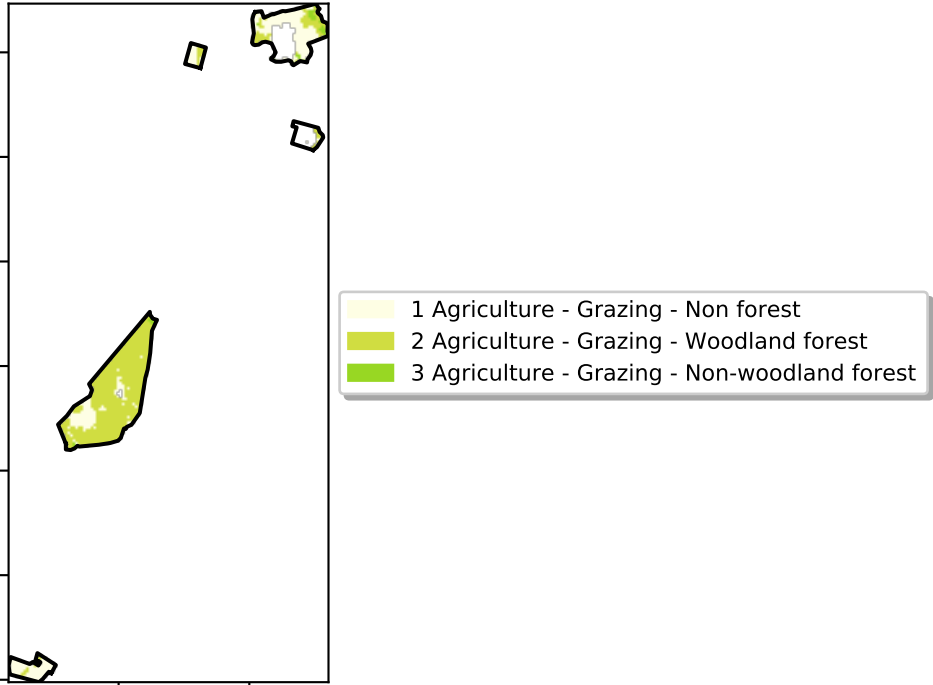 1 Agriculture - Grazing - Non forest
2 Agriculture - Grazing - Woodland forest
3 Agriculture - Grazing - Non-woodland forest